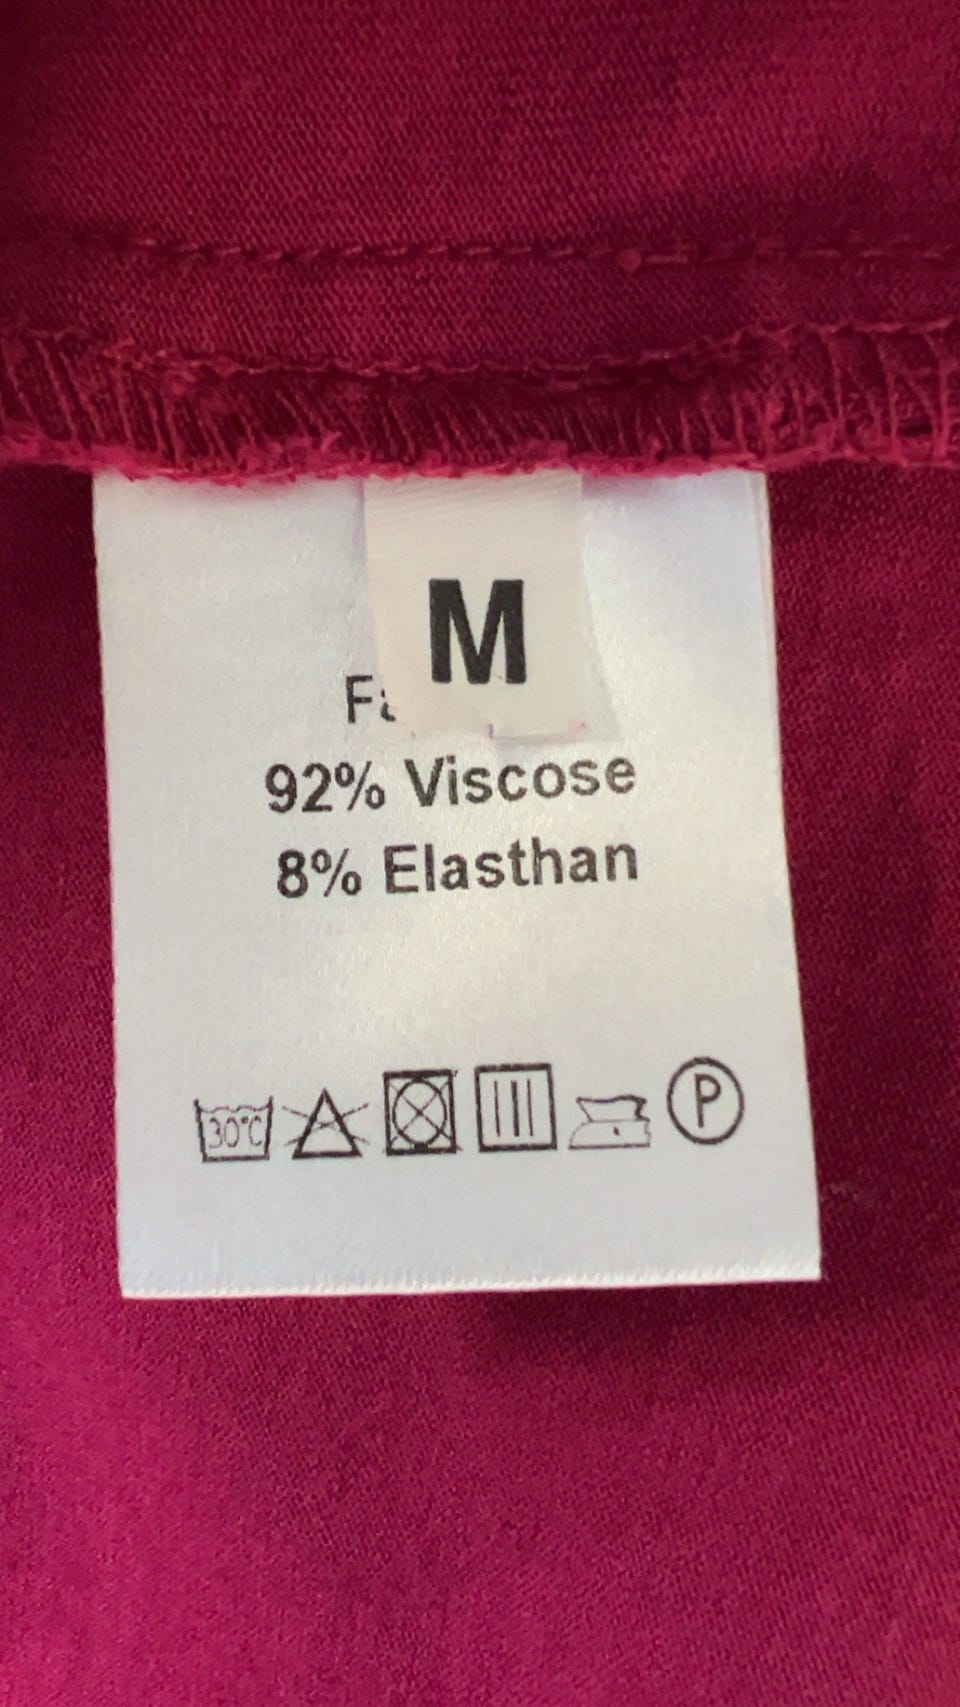 M
92% Viscose
8% Elasthan
30°C
P